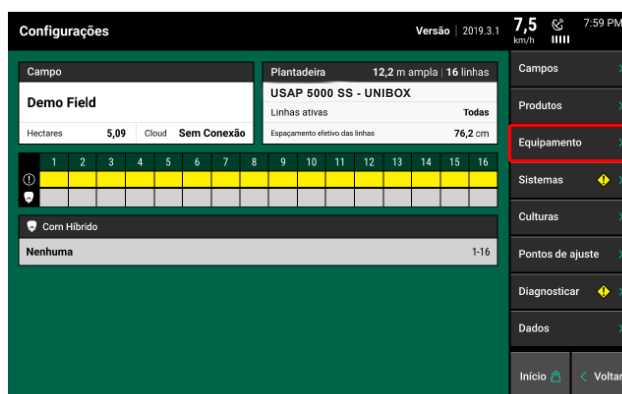 Configurações
Versão | 2019.3.1
7,5
km/h
7:59 PM
Campo
Demo Field
Hectares 5,09 Cloud Sem Conexão
Plantadeira 12,2 m ampla | 16 linhas
USAP 5000 SS - UNIBOX
Linhas ativas Todas
Espaçamento efetivo das linhas 76,2 cm
1 2 3 4 5 6 7 8 9 10 11 12 13 14 15 16
Corn Híbrido
Nenhuma 1-16
Campos
Produtos
Equipamento
Sistemas
Culturas
Pontos de ajuste
Diagnosticar
Dados
Início < Voltar